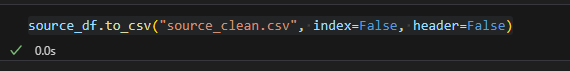 source_df.to_csv("source_clean.csv", index=False, header=False)
0.0s